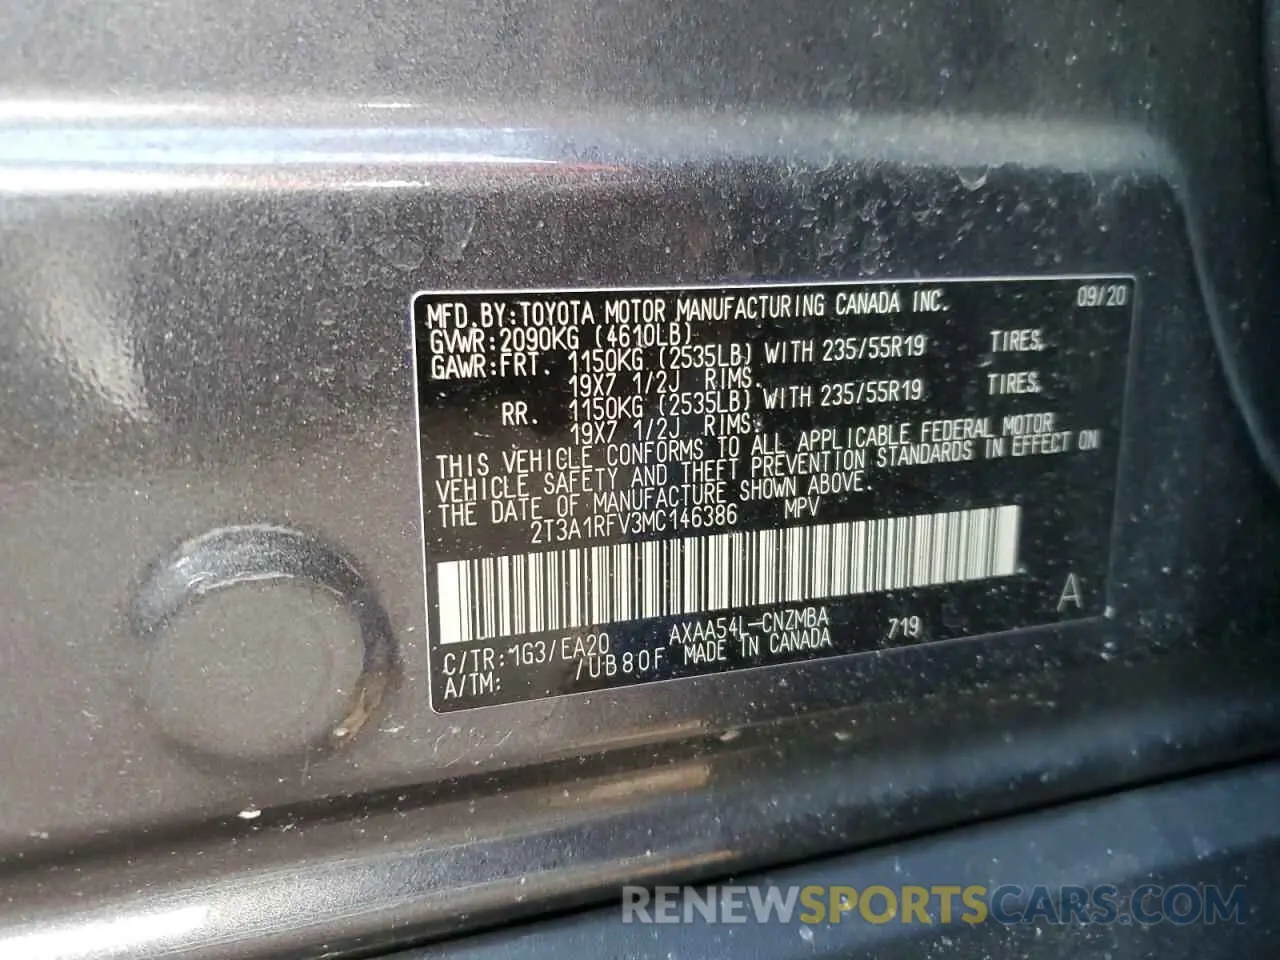 MFD.BY:TOYOTA MOTOR MANUFACTURING CANADA INC. 09/20
GVWR:2090KG (4610LB)
GAWR:FRT. 1150KG (2535LB) WITH 235/55R19 TIRES,
19X7 1/2J RIMS.
RR. 1150KG (2535LB) WITH 235/55R19 TIRES,
19X7 1/2J RIMS.
THIS VEHICLE CONFORMS TO ALL APPLICABLE FEDERAL MOTOR
VEHICLE SAFETY AND THEFT PREVENTION STANDARDS IN EFFECT ON
THE DATE OF MANUFACTURE SHOWN ABOVE.
2T3A1RFV3MC146386 MPV
A
C/TR:1G3/EA20 AXAA54L-CNZMBA 719
A/TM: /UB80F MADE IN CANADA
RENEWSPORTSCARS.COM